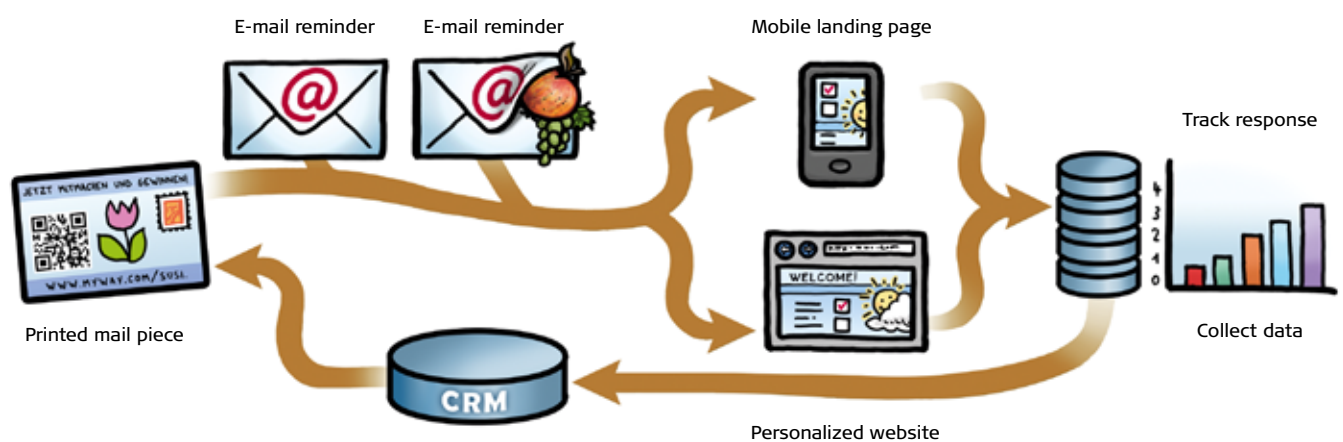 E-mail reminder
E-mail reminder
Mobile landing page
Track response
JETZT MITMACHEN UND GEWINNEN!
WWW.MYWAY.COM/SUSI.
Printed mail piece
WELCOME!
4
3
2
1
0
Collect data
CRM
Personalized website